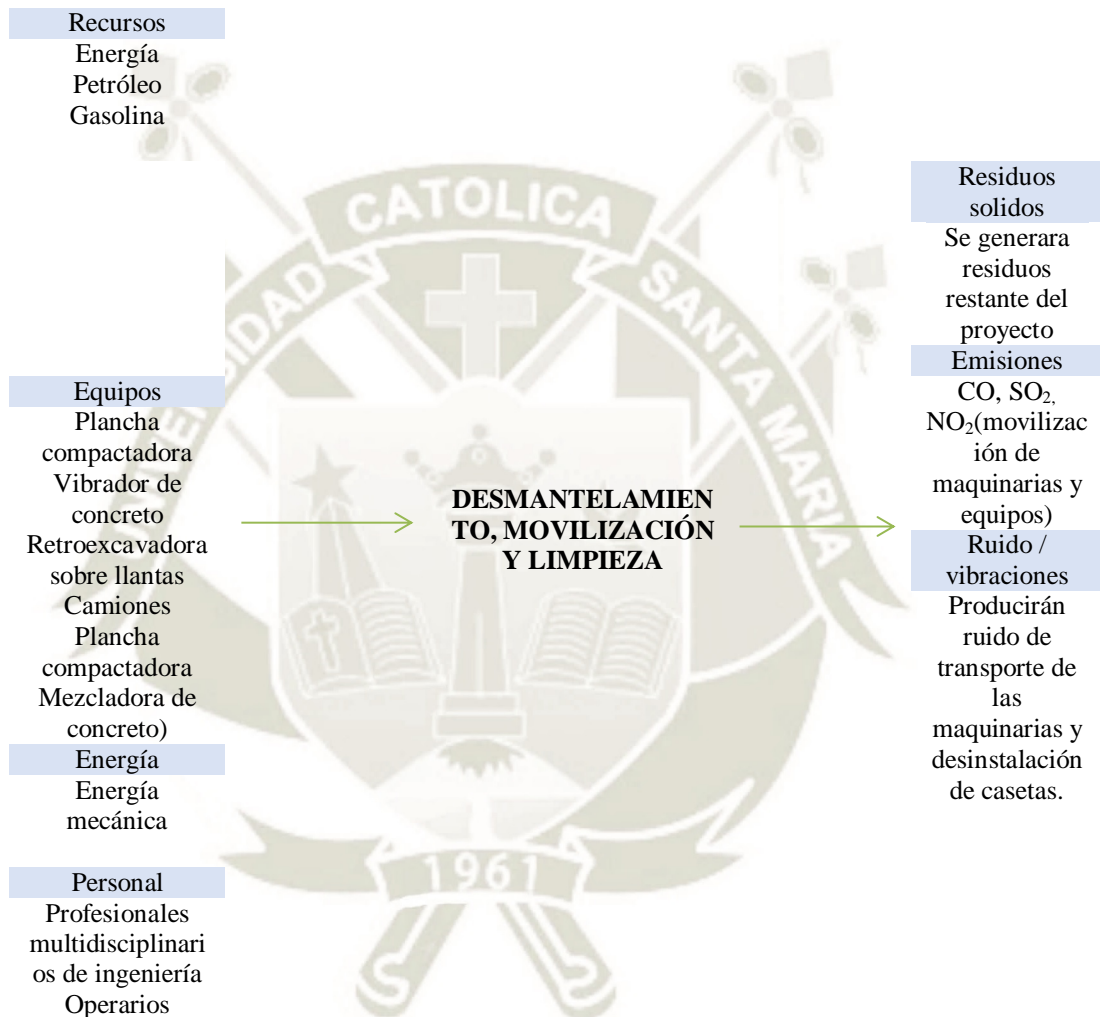 Recursos
Energía
Petróleo
Gasolina
Equipos
Plancha
compactadora
Vibrador de
concreto
Retroexcavadora
sobre llantas
Camiones
Plancha
compactadora
Mezcladora de
concreto)
Energía
Energía
mecánica
Personal
Profesionales
multidisciplinari
os de ingeniería
Operarios
DESMANTELAMIEN
TO, MOVILIZACIÓN
Y LIMPIEZA
Residuos
solidos
Se generara
residuos
restante del
proyecto
Emisiones
CO, SO₂,
NO₂(movilizac
ión de
maquinarias y
equipos)
Ruido /
vibraciones
Producirán
ruido de
transporte de
las
maquinarias y
desinstalación
de casetas.
UNIVERSIDAD CATOLICA SANTA MARIA
1961